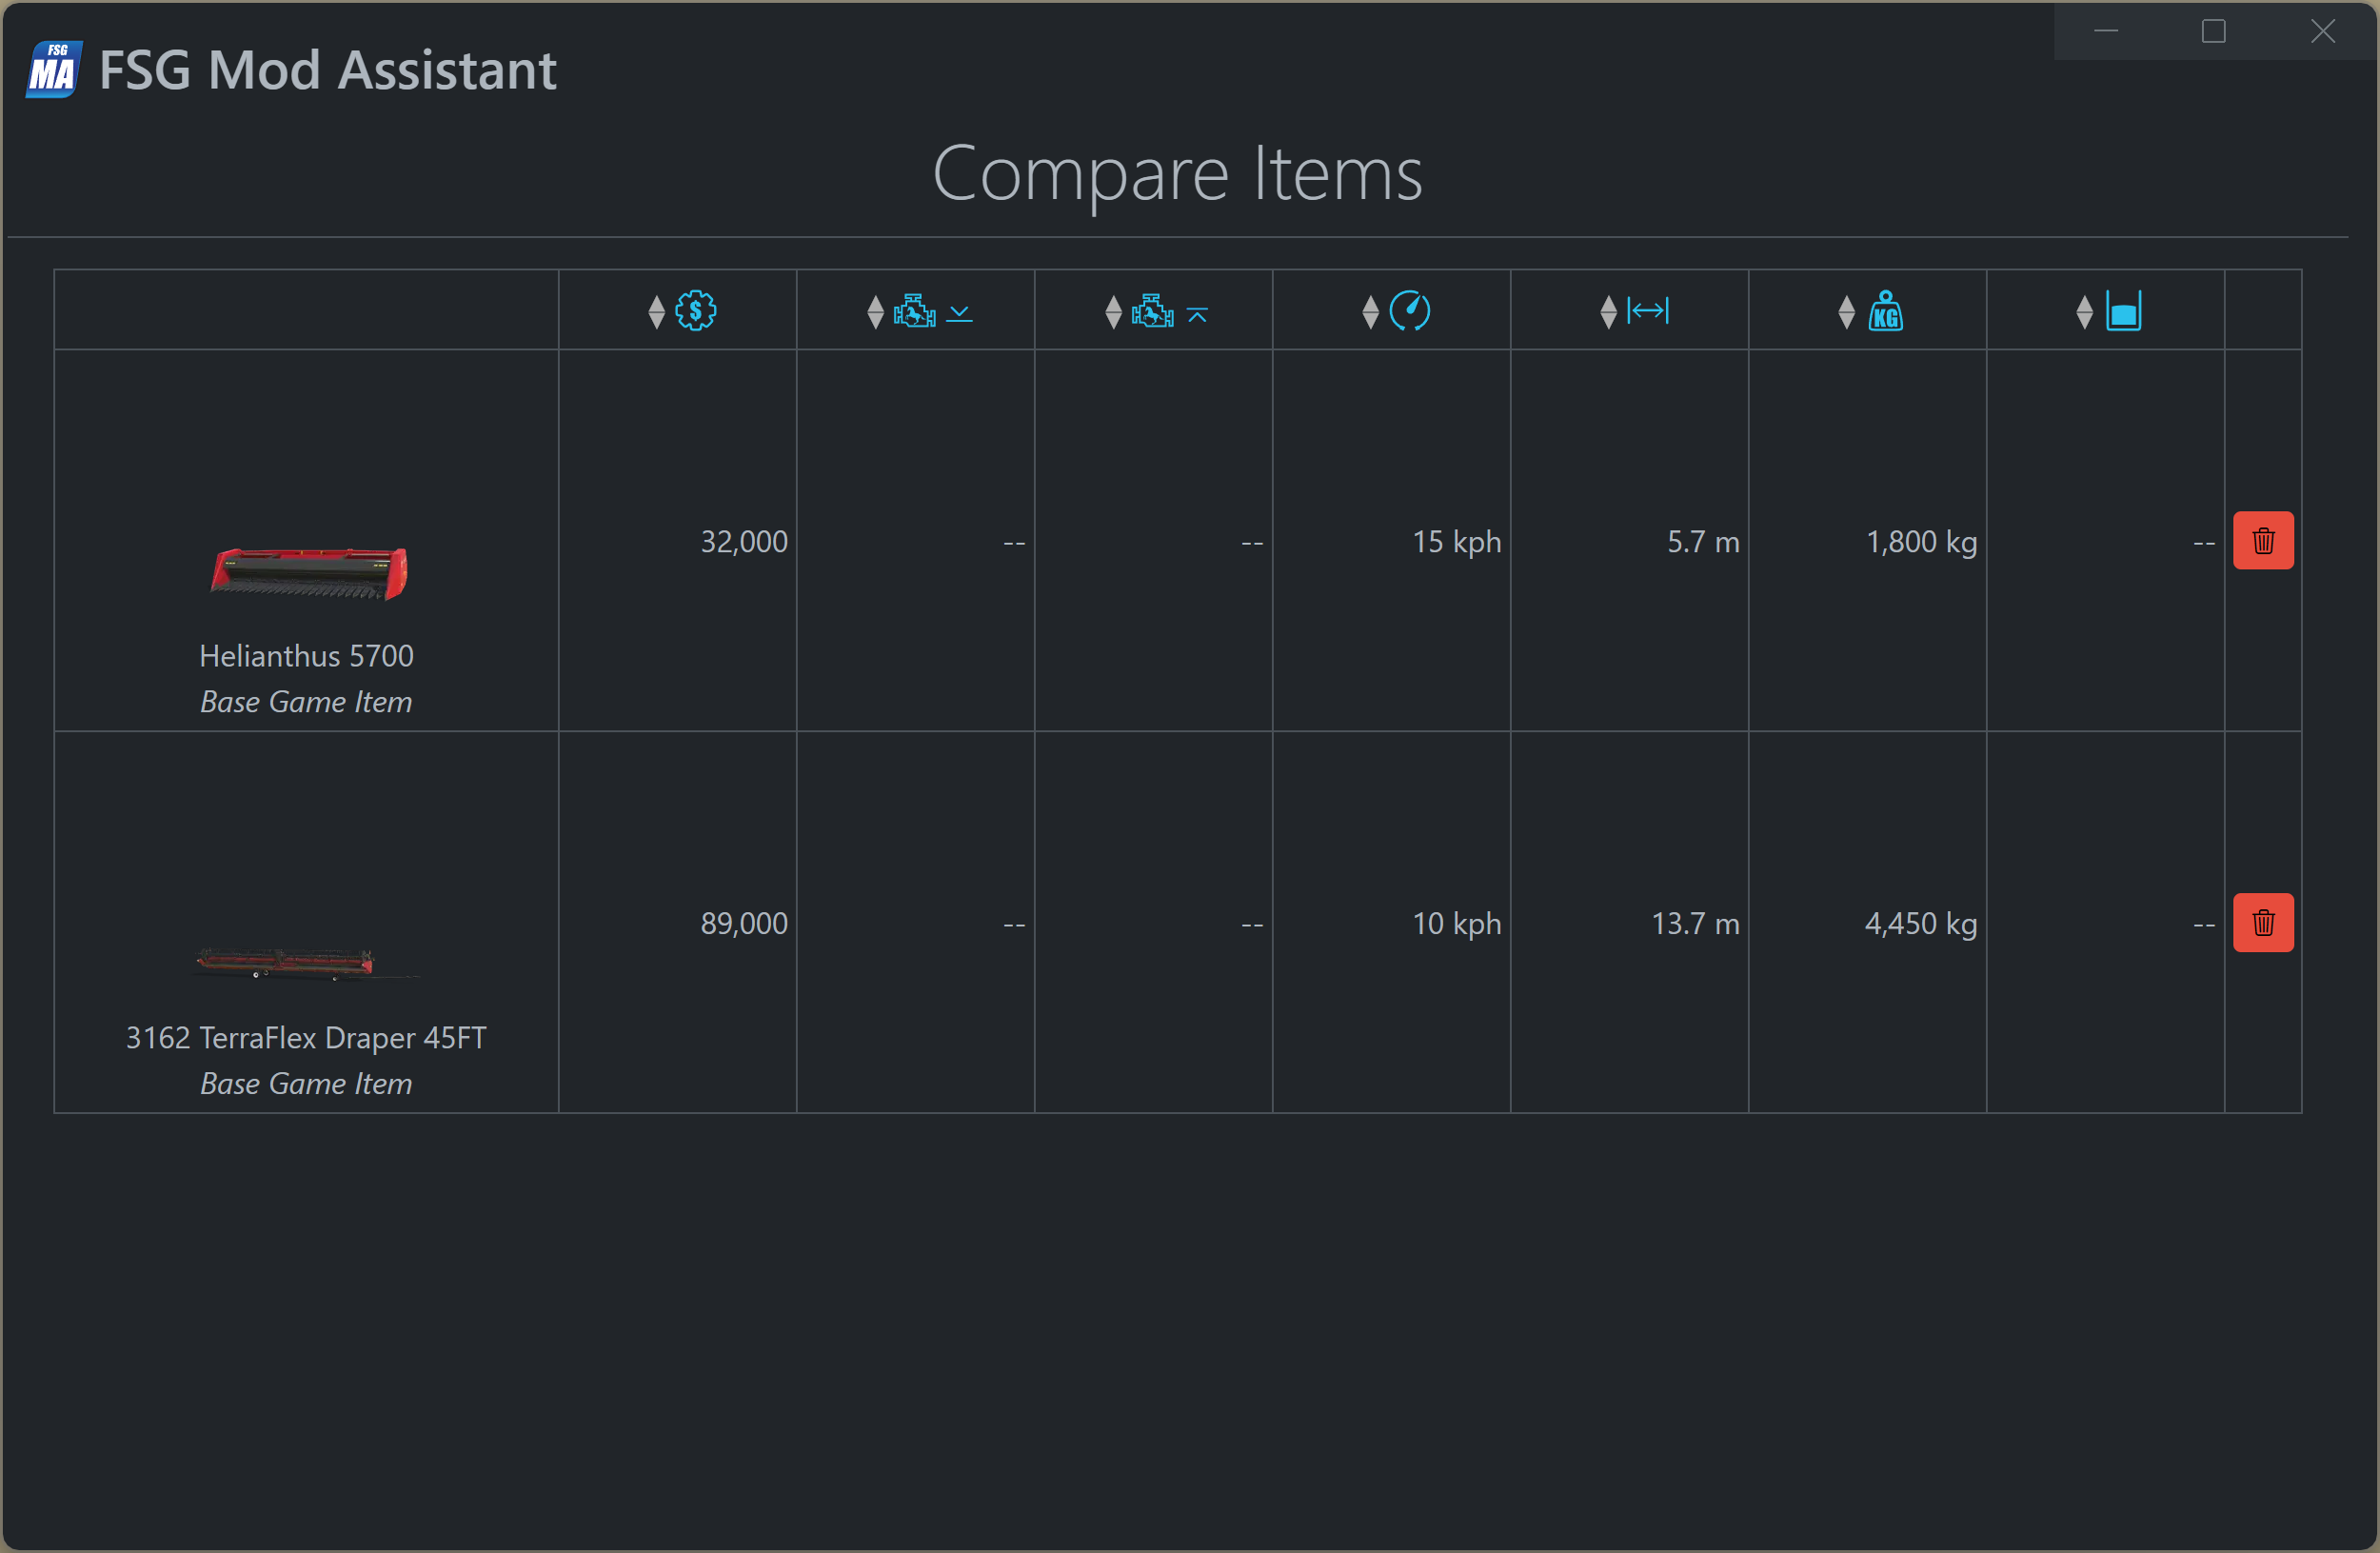 FSG
MA
FSG Mod Assistant
Compare Items
$
KG
32,000 -- -- 15 kph 5.7 m 1,800 kg --
Helianthus 5700
Base Game Item
89,000 -- -- 10 kph 13.7 m 4,450 kg --
3162 TerraFlex Draper 45FT
Base Game Item